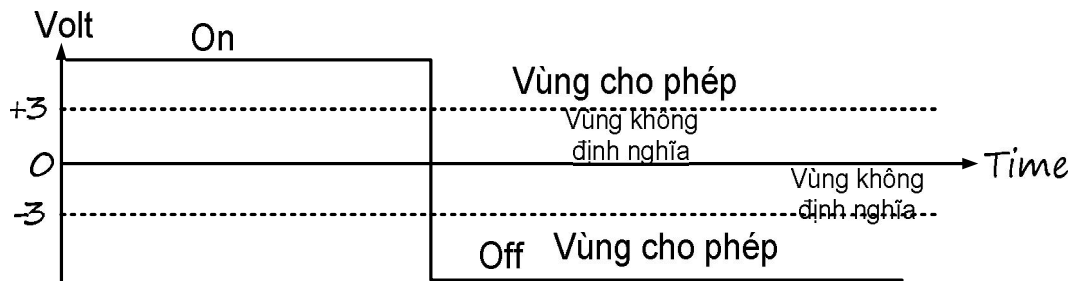 Volt
On
Vùng cho phép
+3
Vùng không
định nghĩa
0
Time
Vùng không
định nghĩa
-3
Off
Vùng cho phép